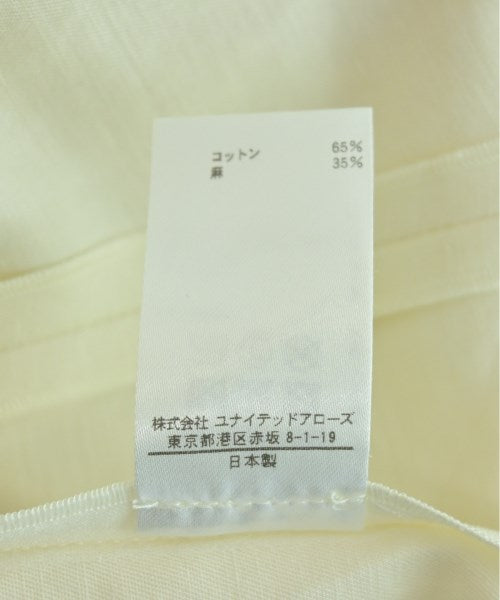 コットン 65%
麻 35%
株式会社 ユナイテッドアローズ
東京都港区赤坂 8-1-19
日本製